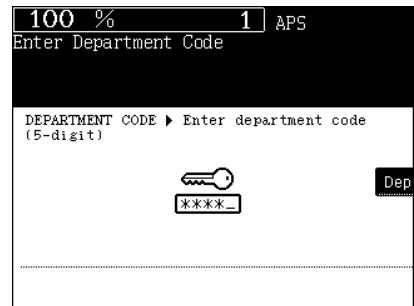 100 % 1 APS
Enter Department Code
DEPARTMENT CODE ▶ Enter department code
(5-digit)
****_
Dep